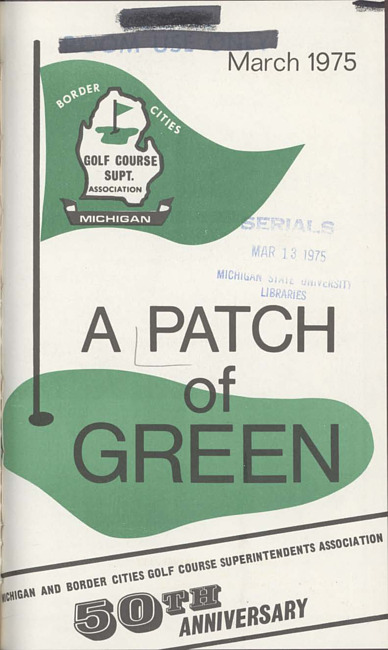 March 1975
BORDER CITIES
GOLF COURSE
SUPT.
ASSOCIATION
MICHIGAN
SERIALS
MAR 13 1975
MICHIGAN STATE UNIVERSITY
LIBRARIES
A PATCH
of
GREEN
MICHIGAN AND BORDER CITIES GOLF COURSE SUPERINTENDENTS ASSOCIATION
50TH
ANNIVERSARY